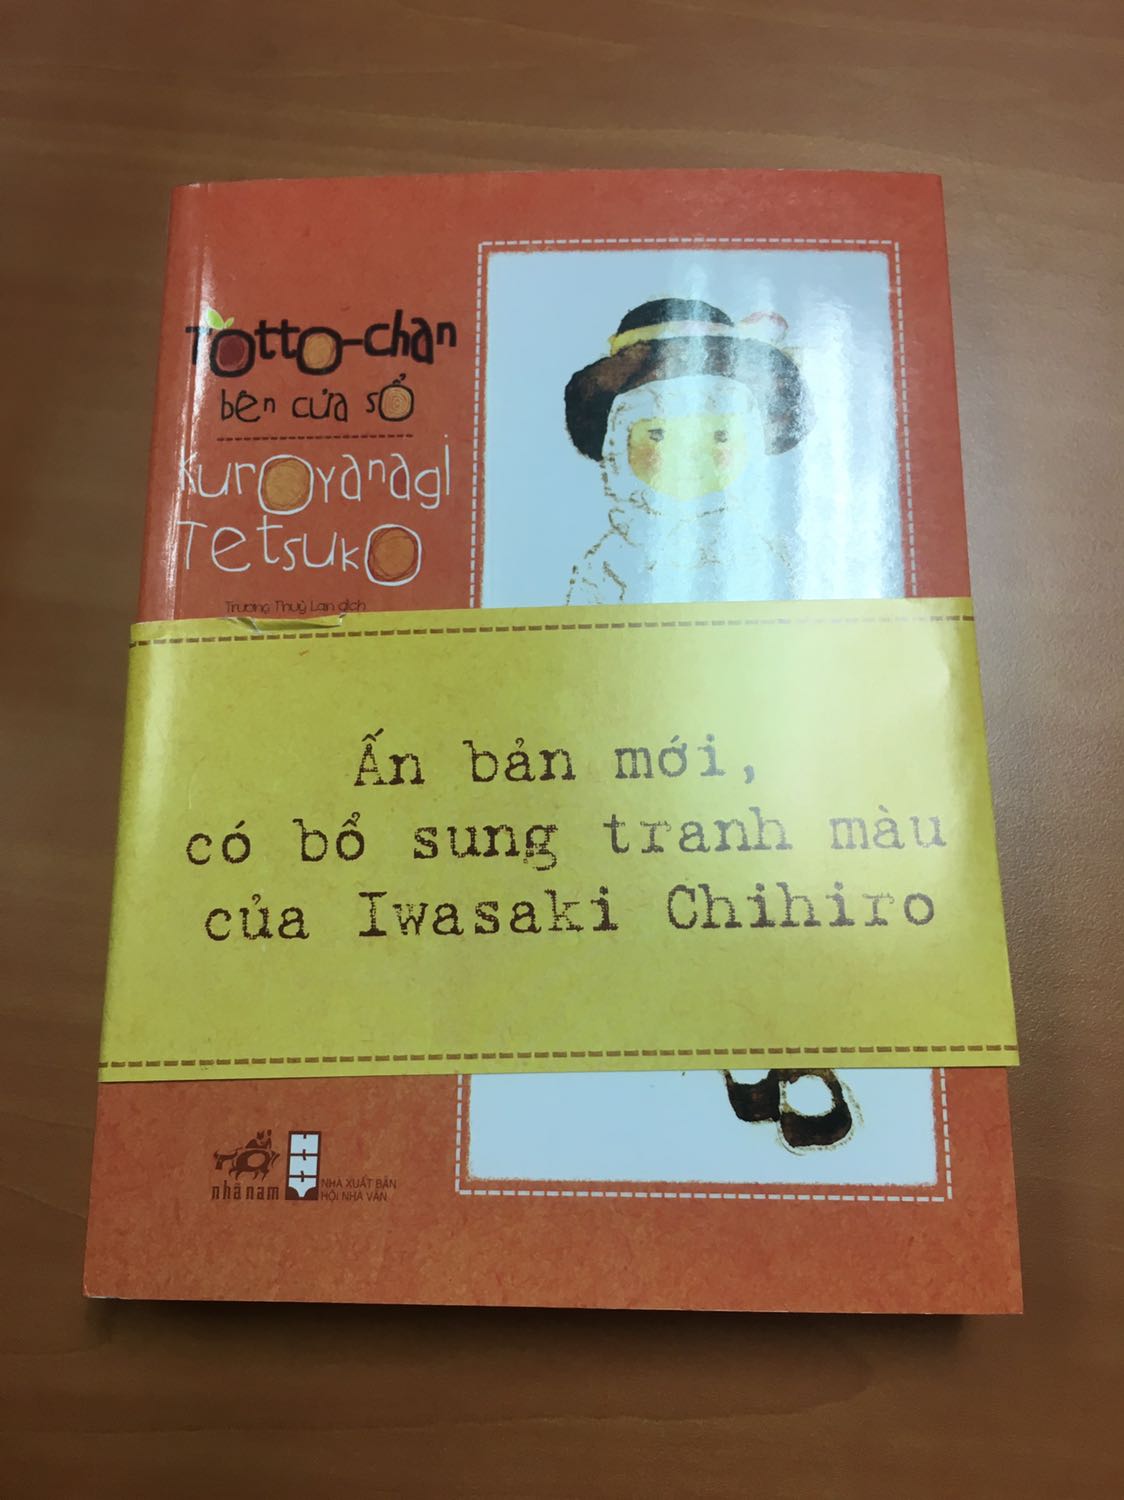 Totto-chan
bên cửa sổ
Kuroyanagi
Tetsuko
Trương Thuỳ Lan dịch
Ấn bản mới,
có bổ sung tranh màu
của Iwasaki Chihiro
nhã nam
NHÀ XUẤT BẢN
HỘI NHÀ VĂN